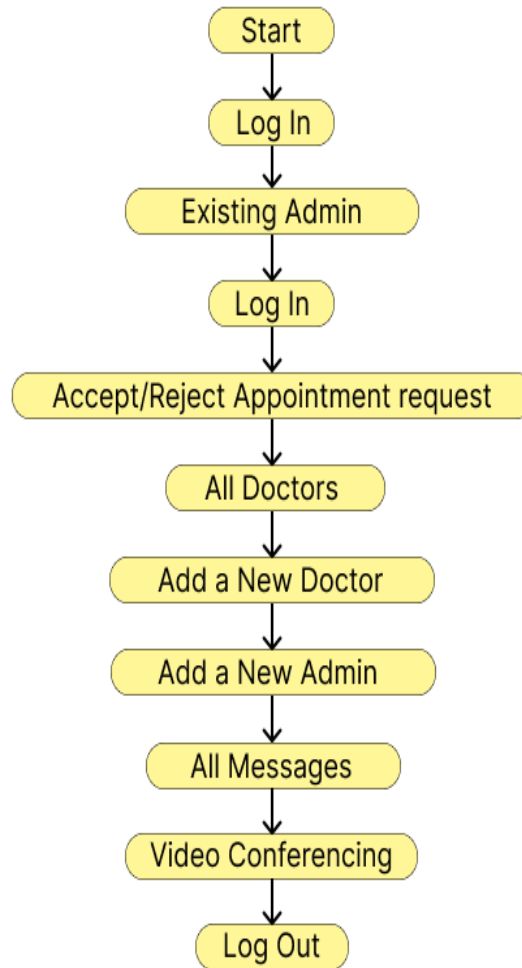 Start
Log In
Existing Admin
Log In
Accept/Reject Appointment request
All Doctors
Add a New Doctor
Add a New Admin
All Messages
Video Conferencing
Log Out